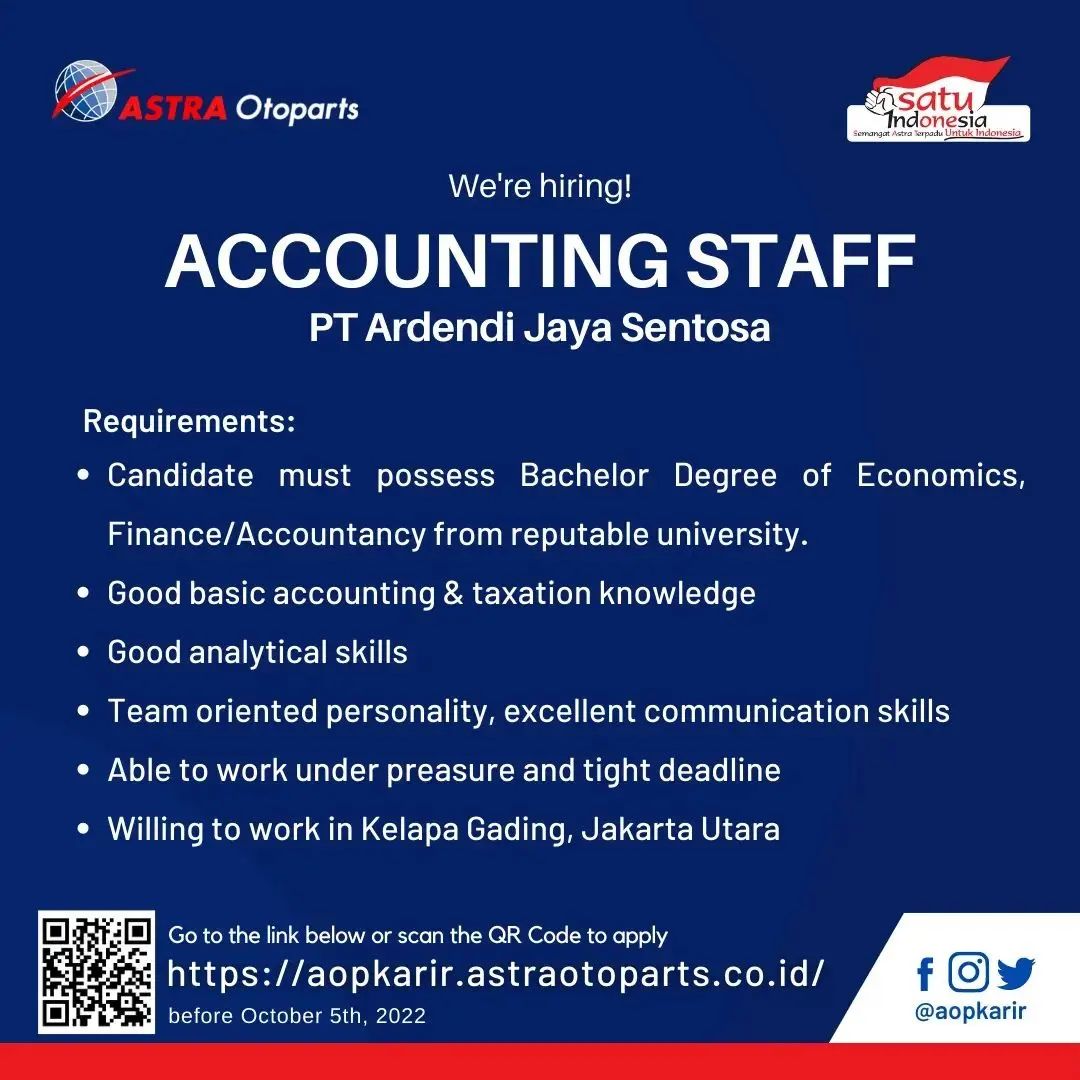 ASTRA Otoparts
satu
Indonesia
Semangat Astra Terpadu Untuk Indonesia
We're hiring!
ACCOUNTING STAFF
PT Ardendi Jaya Sentosa
Requirements:
• Candidate must possess Bachelor Degree of Economics,
Finance/Accountancy from reputable university.
• Good basic accounting & taxation knowledge
• Good analytical skills
• Team oriented personality, excellent communication skills
• Able to work under preasure and tight deadline
• Willing to work in Kelapa Gading, Jakarta Utara
Go to the link below or scan the QR Code to apply
https://aopkarir.astraotoparts.co.id/
before October 5th, 2022
@aopkarir